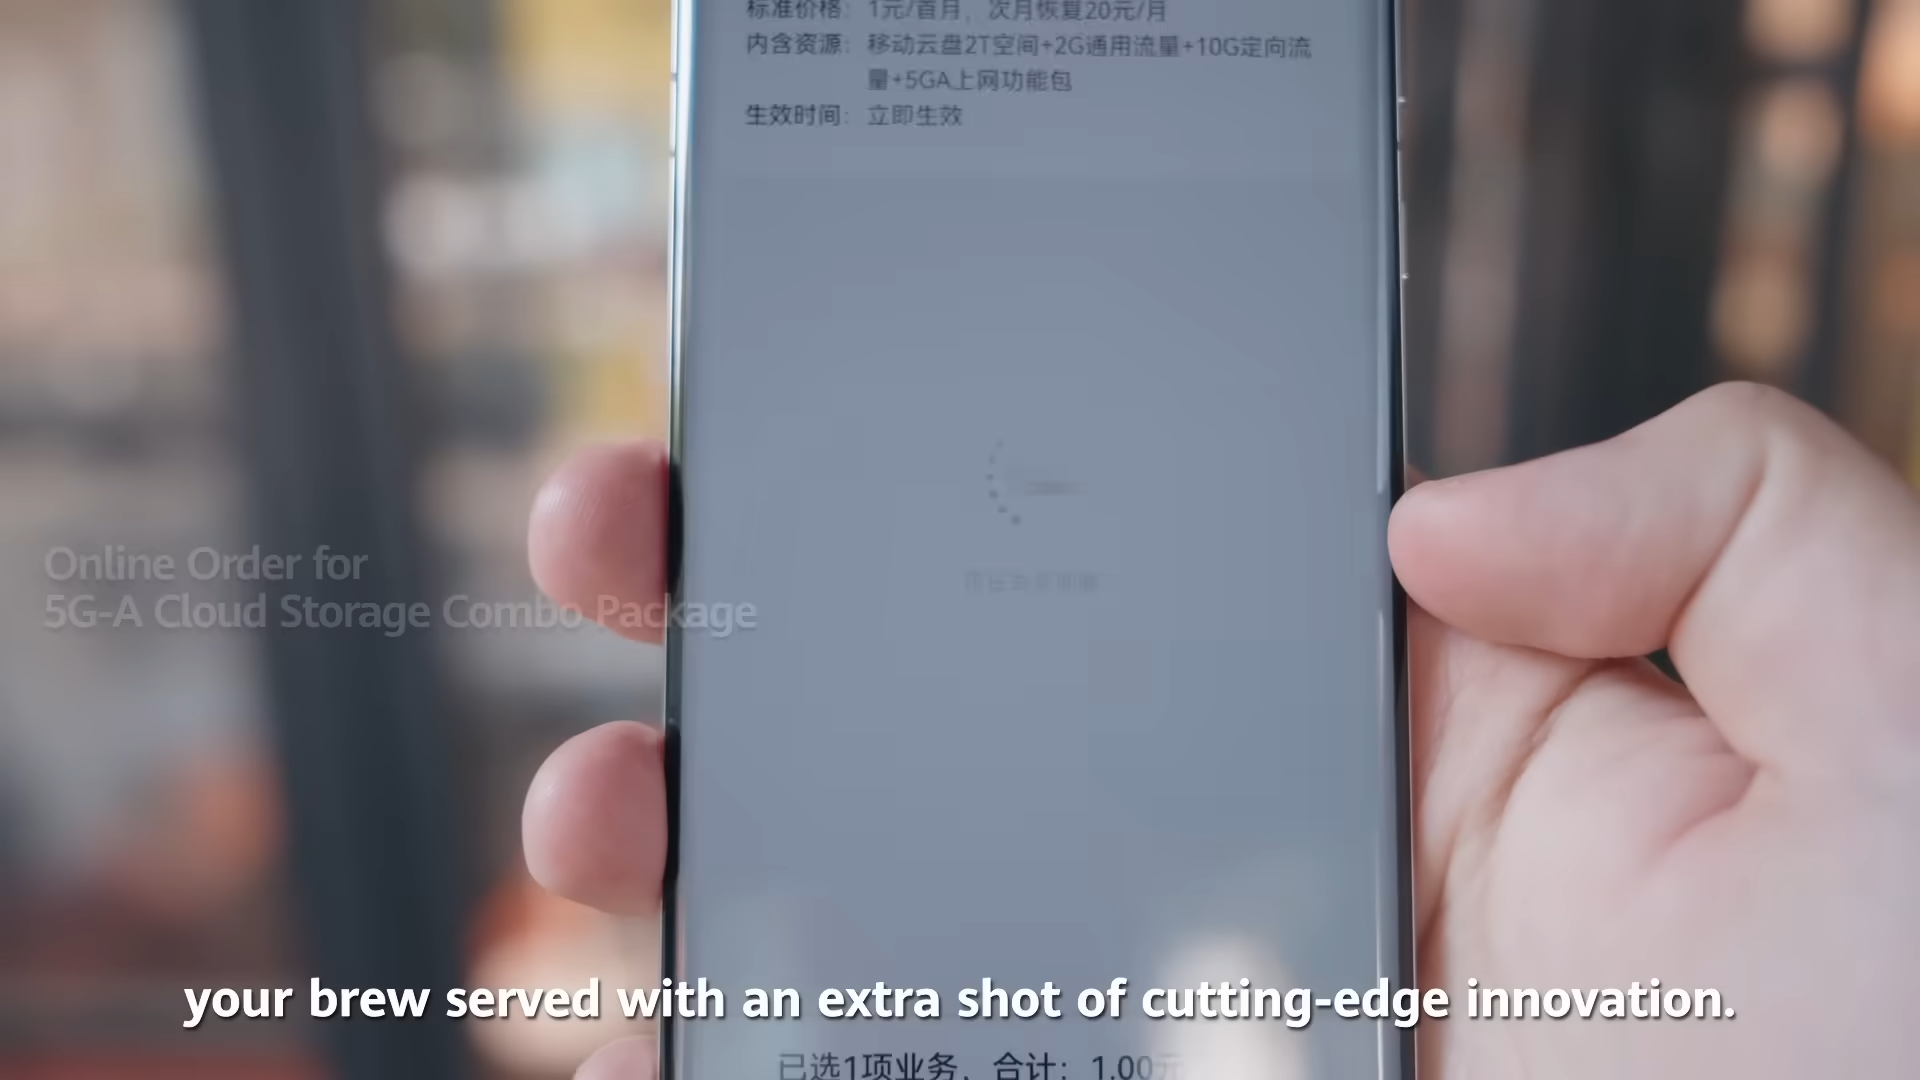 标准价格：1元/首月，次月恢复20元/月
内含资源：移动云盘2T空间+2G通用流量+10G定向流
量+5GA上网功能包
生效时间：立即生效
Online Order for
5G-A Cloud Storage Combo Package
your brew served with an extra shot of cutting-edge innovation.
已选1项业务，合计：1.00元